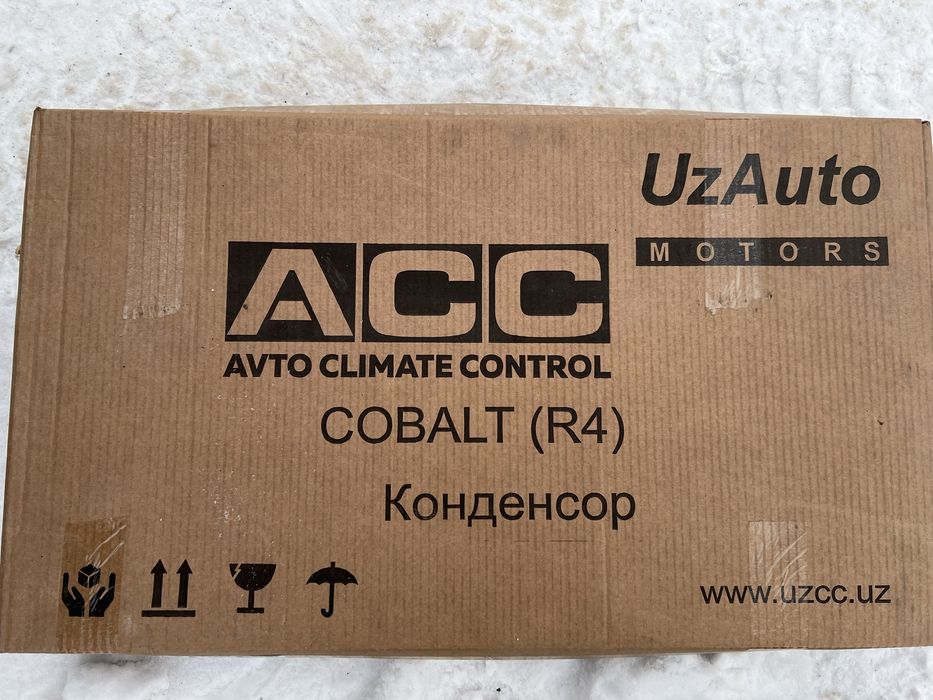 UzAuto
MOTORS
ACC
AVTO CLIMATE CONTROL
COBALT (R4)
Конденсор
www.uzcc.uz